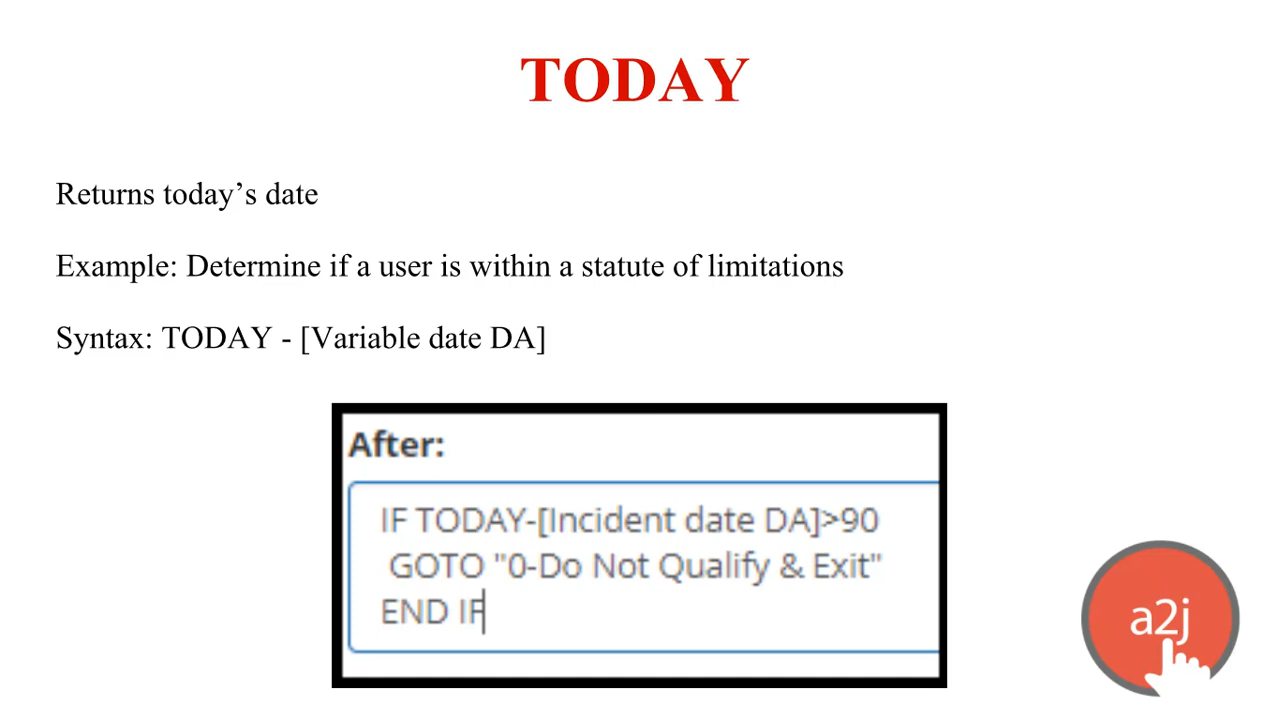 TODAY
Returns today’s date
Example: Determine if a user is within a statute of limitations
Syntax: TODAY - [Variable date DA]
After:
IF TODAY-[Incident date DA]>90
GOTO "0-Do Not Qualify & Exit"
END IF
a2j